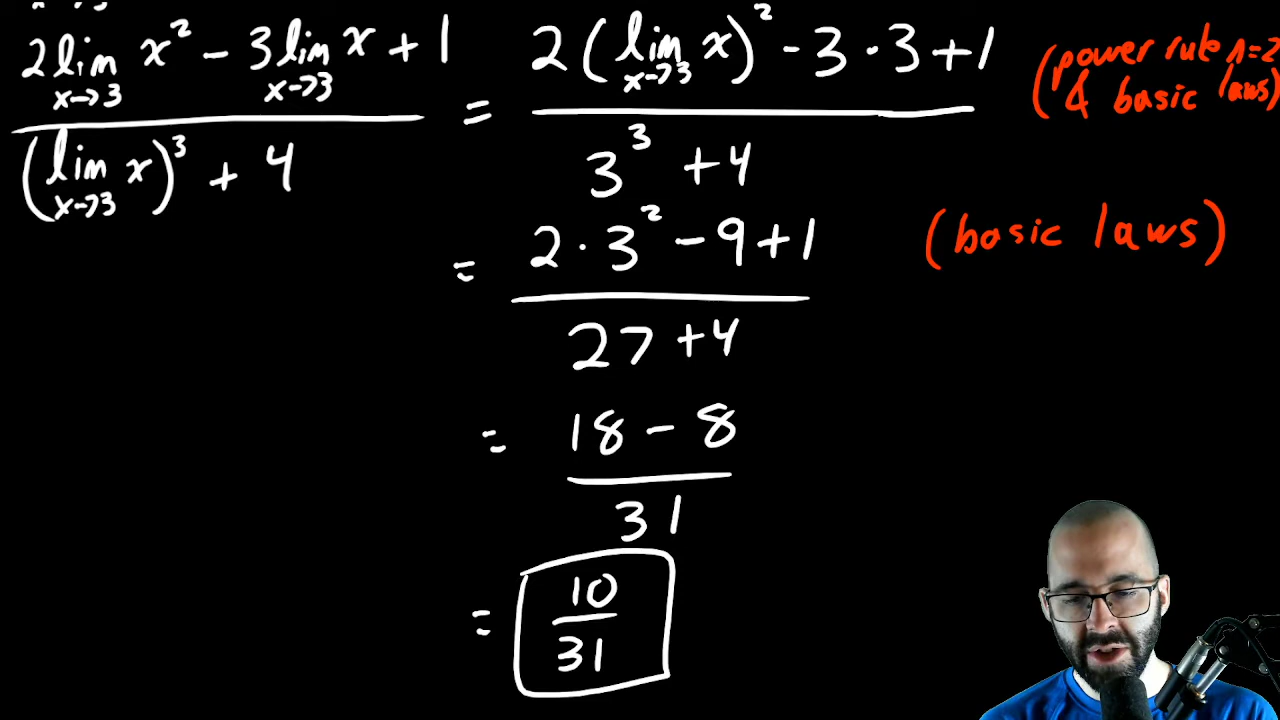 x→3
2 lim x→3 x² − 3 lim x→3 x + 1 / (lim x→3 x)³ + 4 = 2 (lim x→3 x)² - 3 · 3 + 1 / 3³ + 4 (power rule n=2 & basic laws)
= 2 · 3² − 9 + 1 / 27 + 4 (basic laws)
= 18 − 8 / 31
= 10 / 31